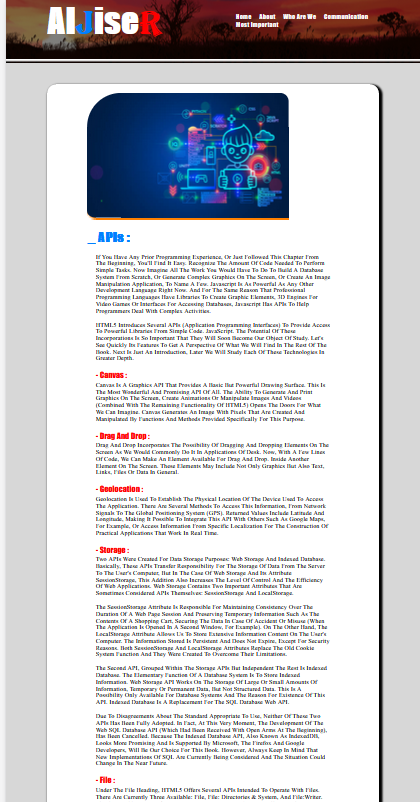 AljiseR
Home About Who Are We Communication
Most Important
_ APIs :
If You Have Any Prior Programming Experience, Or Just Followed This Chapter From
The Beginning, You'll Find It Easy. Recognize The Amount Of Code Needed To Perform
Simple Tasks. Now Imagine All The Work You Would Have To Do To Build A Database
System From Scratch, Or Generate Complex Graphics On The Screen, Or Create An Image
Manipulation Application, To Name A Few. Javascript Is As Powerful As Any Other
Development Language Right Now. And For The Same Reason That Professional
Programming Languages Have Libraries To Create Graphic Elements, 3D Engines For
Video Games Or Interfaces For Accessing Databases, Javascript Has APIs To Help
Programmers Deal With Complex Activities.
HTML5 Introduces Several APIs (Application Programming Interfaces) To Provide Access
To Powerful Libraries From Simple Code. JavaScript. The Potential Of These
Incorporations Is So Important That They Will Soon Become Our Object Of Study. Let's
See Quickly Its Features To Get A Perspective Of What We Will Find In The Rest Of The
Book. Next Is Just An Introduction, Later We Will Study Each Of These Technologies In
Greater Depth.
- Canvas :
Canvas Is A Graphics API That Provides A Basic But Powerful Drawing Surface. This Is
The Most Wonderful And Promising API Of All. The Ability To Generate And Print
Graphics On The Screen, Create Animations Or Manipulate Images And Videos
(Combined With The Remaining Functionality Of HTML5) Opens The Doors For What
We Can Imagine. Canvas Generates An Image With Pixels That Are Created And
Manipulated By Functions And Methods Provided Specifically For This Purpose.
- Drag And Drop :
Drag And Drop Incorporates The Possibility Of Dragging And Dropping Elements On The
Screen As We Would Commonly Do It In Applications Of Desk. Now, With A Few Lines
Of Code, We Can Make An Element Available For Drag And Drop. Inside Another
Element On The Screen. These Elements May Include Not Only Graphics But Also Text,
Links, Files Or Data In General.
- Geolocation :
Geolocation Is Used To Establish The Physical Location Of The Device Used To Access
The Application. There Are Several Methods To Access This Information, From Network
Signals To The Global Positioning System (GPS). Returned Values Include Latitude And
Longitude, Making It Possible To Integrate This API With Others Such As Google Maps,
For Example, Or Access Information From Specific Localization For The Construction Of
Practical Applications That Work In Real Time.
- Storage :
Two APIs Were Created For Data Storage Purposes: Web Storage And Indexed Database.
Basically, These APIs Transfer Responsibility For The Storage Of Data From The Server
To The User's Computer, But In The Case Of Web Storage And Its Attribute
SessionStorage, This Addition Also Increases The Level Of Control And The Efficiency
Of Web Applications. Web Storage Contains Two Important Attributes That Are
Sometimes Considered APIs Themselves: SessionStorage And LocalStorage.
The SessionStorage Attribute Is Responsible For Maintaining Consistency Over The
Duration Of A Web Page Session And Preserving Temporary Information Such As The
Contents Of A Shopping Cart, Securing The Data In Case Of Accident Or Misuse (When
The Application Is Opened In A Second Window, For Example). On The Other Hand, The
LocalStorage Attribute Allows Us To Store Extensive Information Content On The User's
Computer. The Information Stored Is Persistent And Does Not Expire, Except For Security
Reasons. Both SessionStorage And LocalStorage Attributes Replace The Old Cookie
System Function And They Were Created To Overcome Their Limitations.
The Second API, Grouped Within The Storage APIs But Independent The Rest Is Indexed
Database. The Elementary Function Of A Database System Is To Store Indexed
Information. Web Storage API Works On The Storage Of Large Or Small Amounts Of
Information, Temporary Or Permanent Data, But Not Structured Data. This Is A
Possibility Only Available For Database Systems And The Reason For Existence Of This
API. Indexed Database Is A Replacement For The SQL Database Web API.
Due To Disagreements About The Standard Appropriate To Use, Neither Of These Two
APIs Has Been Fully Adopted. In Fact, At This Very Moment, The Development Of The
Web SQL Database API (Which Had Been Received With Open Arms At The Beginning),
Has Been Cancelled. Because The Indexed Database API, Also Known As IndexedDB,
Looks More Promising And Is Supported By Microsoft, The Firefox And Google
Developers, Will Be Our Choice For This Book. However, Always Keep In Mind That
New Implementations Of SQL Are Currently Being Considered And The Situation Could
Change In The Near Future.
- File :
Under The File Heading, HTML5 Offers Several APIs Intended To Operate With Files.
There Are Currently Three Available: File, File: Directories & System, And File:Writer.